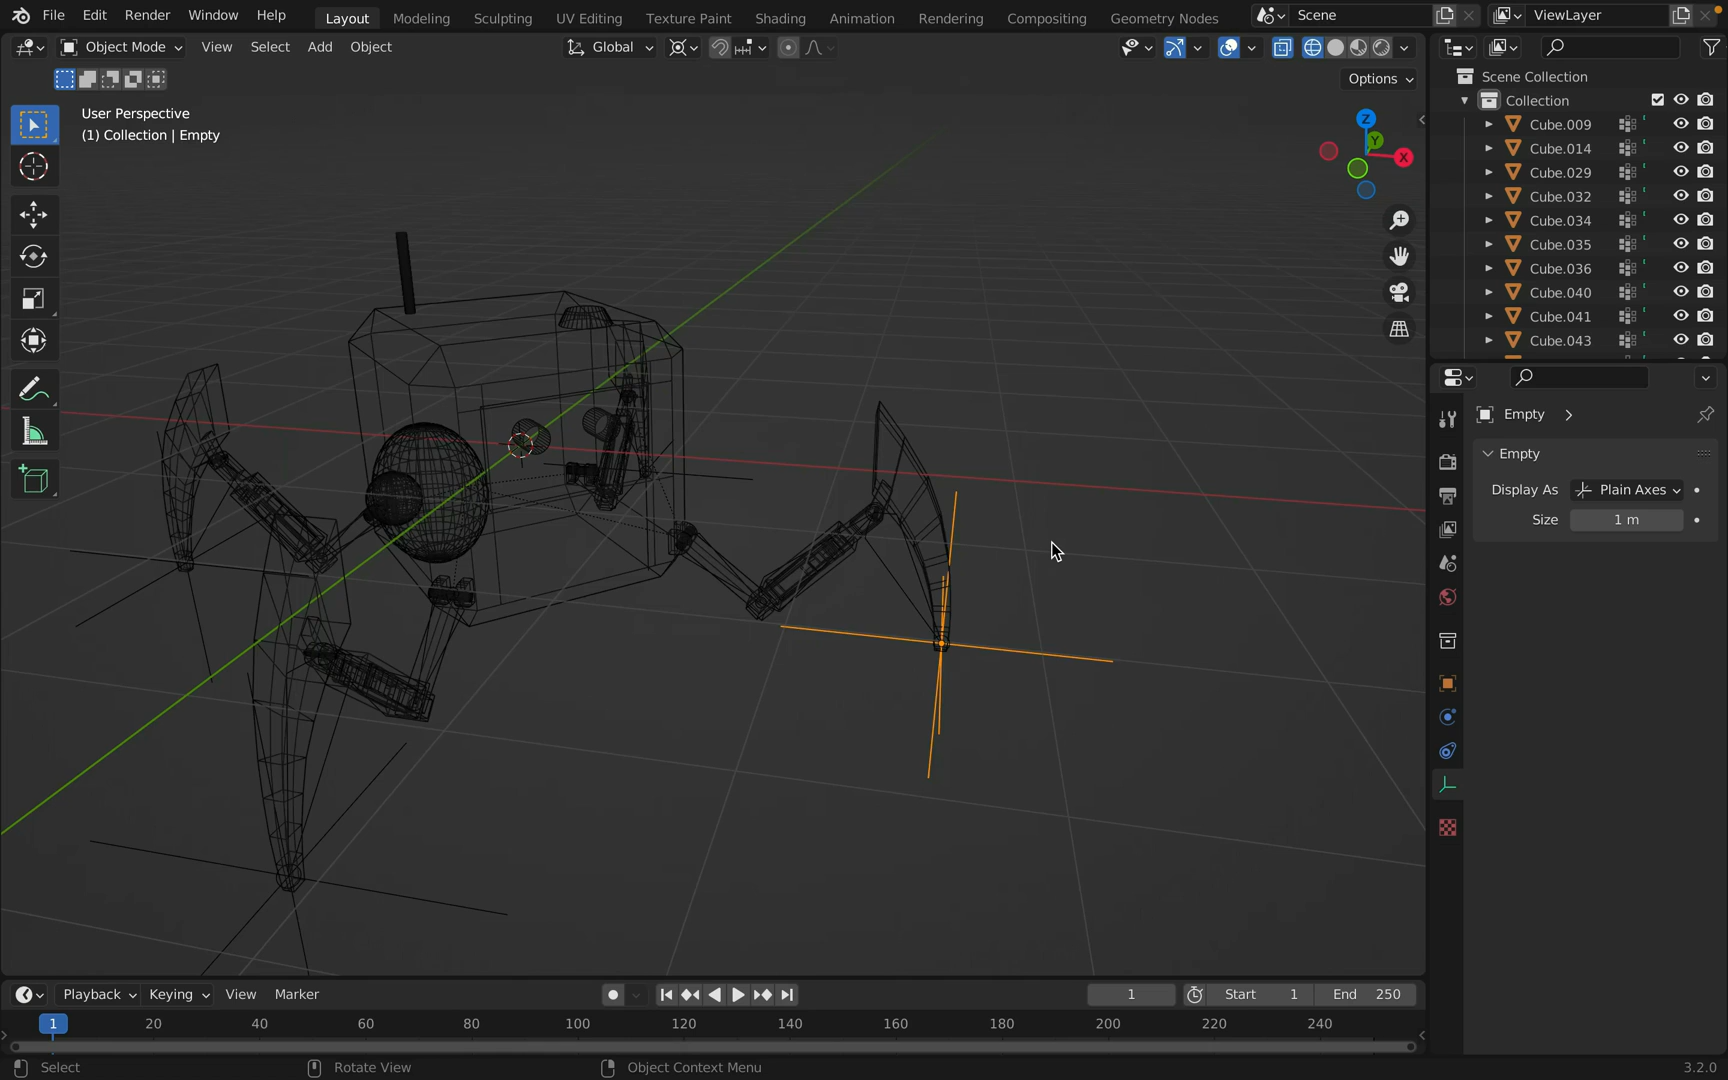 File Edit Render Window Help Layout Modeling Sculpting UV Editing Texture Paint Shading Animation Rendering Compositing Geometry Nodes Scene ViewLayer
Object Mode View Select Add Object Global
Options
User Perspective
(1) Collection | Empty
Z
Y
X
Scene Collection
Collection
Cube.009
Cube.014
Cube.029
Cube.032
Cube.034
Cube.035
Cube.036
Cube.040
Cube.041
Cube.043
Empty
Empty
Display As Plain Axes
Size 1 m
Playback Keying View Marker 1 Start 1 End 250
1 20 40 60 80 100 120 140 160 180 200 220 240
Select Rotate View Object Context Menu 3.2.0